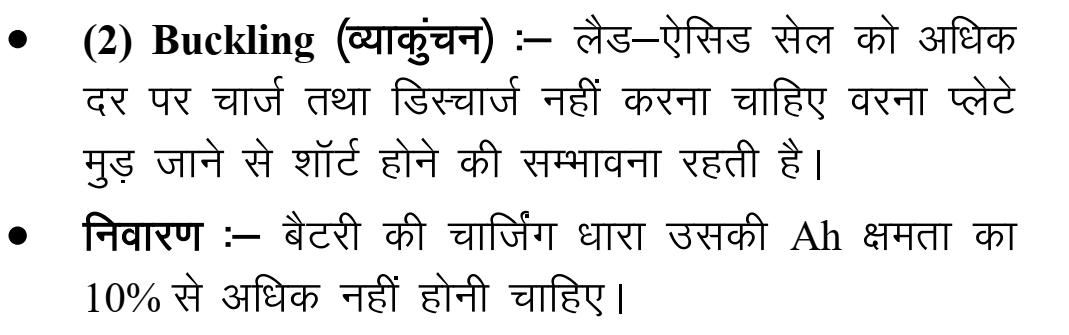 • (2) Buckling (व्याकुंचन) :– लैड–ऐसिड सेल को अधिक
दर पर चार्ज तथा डिस्चार्ज नहीं करना चाहिए वरना प्लेटे
मुड़ जाने से शॉर्ट होने की सम्भावना रहती है।
• निवारण :– बैटरी की चार्जिंग धारा उसकी Ah क्षमता का
10% से अधिक नहीं होनी चाहिए।